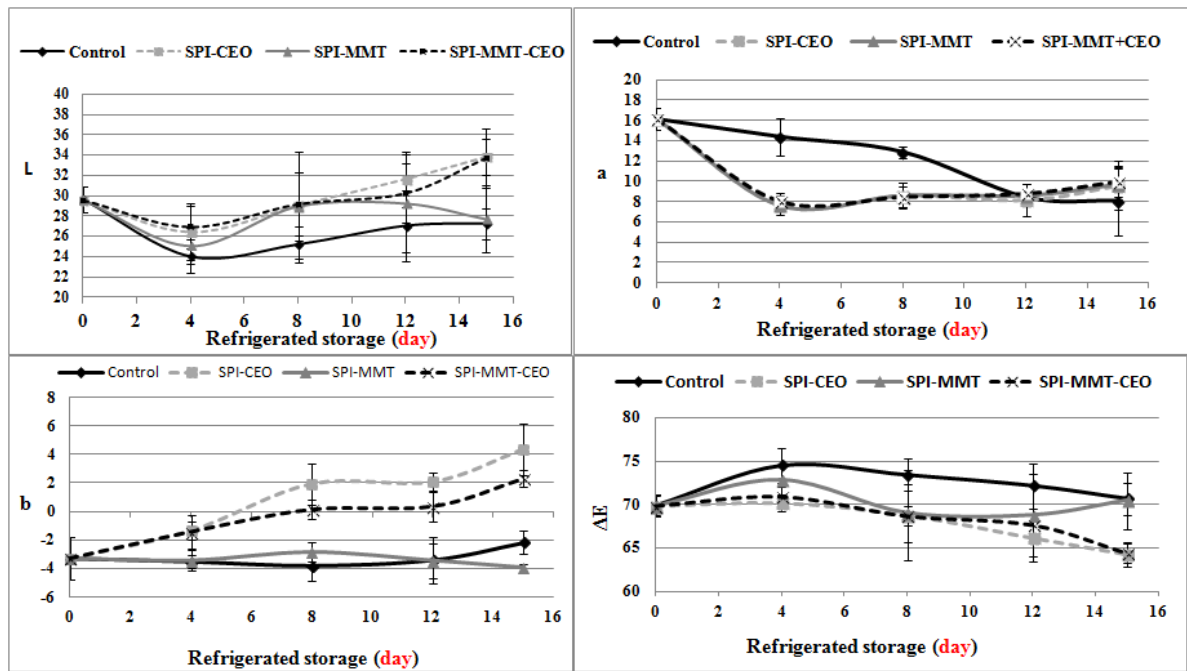 Control SPI-CEO SPI-MMT SPI-MMT-CEO
40
38
36
34
32
30
28
26
24
22
20
L
0 2 4 6 8 10 12 14 16
Refrigerated storage (day)
Control SPI-CEO SPI-MMT SPI-MMT+CEO
20
18
16
14
12
10
8
6
4
2
0
a
0 2 4 6 8 10 12 14 16
Refrigerated storage (day)
Control SPI-CEO SPI-MMT SPI-MMT-CEO
8
6
4
2
0
-2
-4
-6
b
0 2 4 6 8 10 12 14 16
Refrigerated storage (day)
Control SPI-CEO SPI-MMT SPI-MMT-CEO
80
75
70
65
60
ΔE
0 2 4 6 8 10 12 14 16
Refrigerated storage (day)